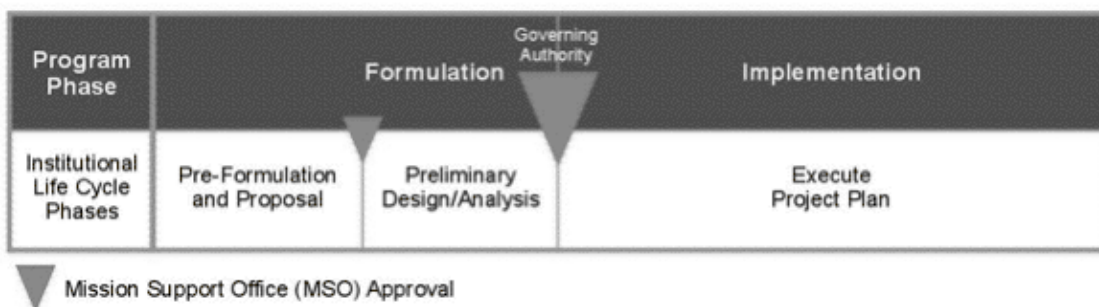 Program
Phase
Formulation
Governing
Authority
Implementation
Institutional
Life Cycle
Phases
Pre-Formulation
and Proposal
Preliminary
Design/Analysis
Execute
Project Plan
Mission Support Office (MSO) Approval